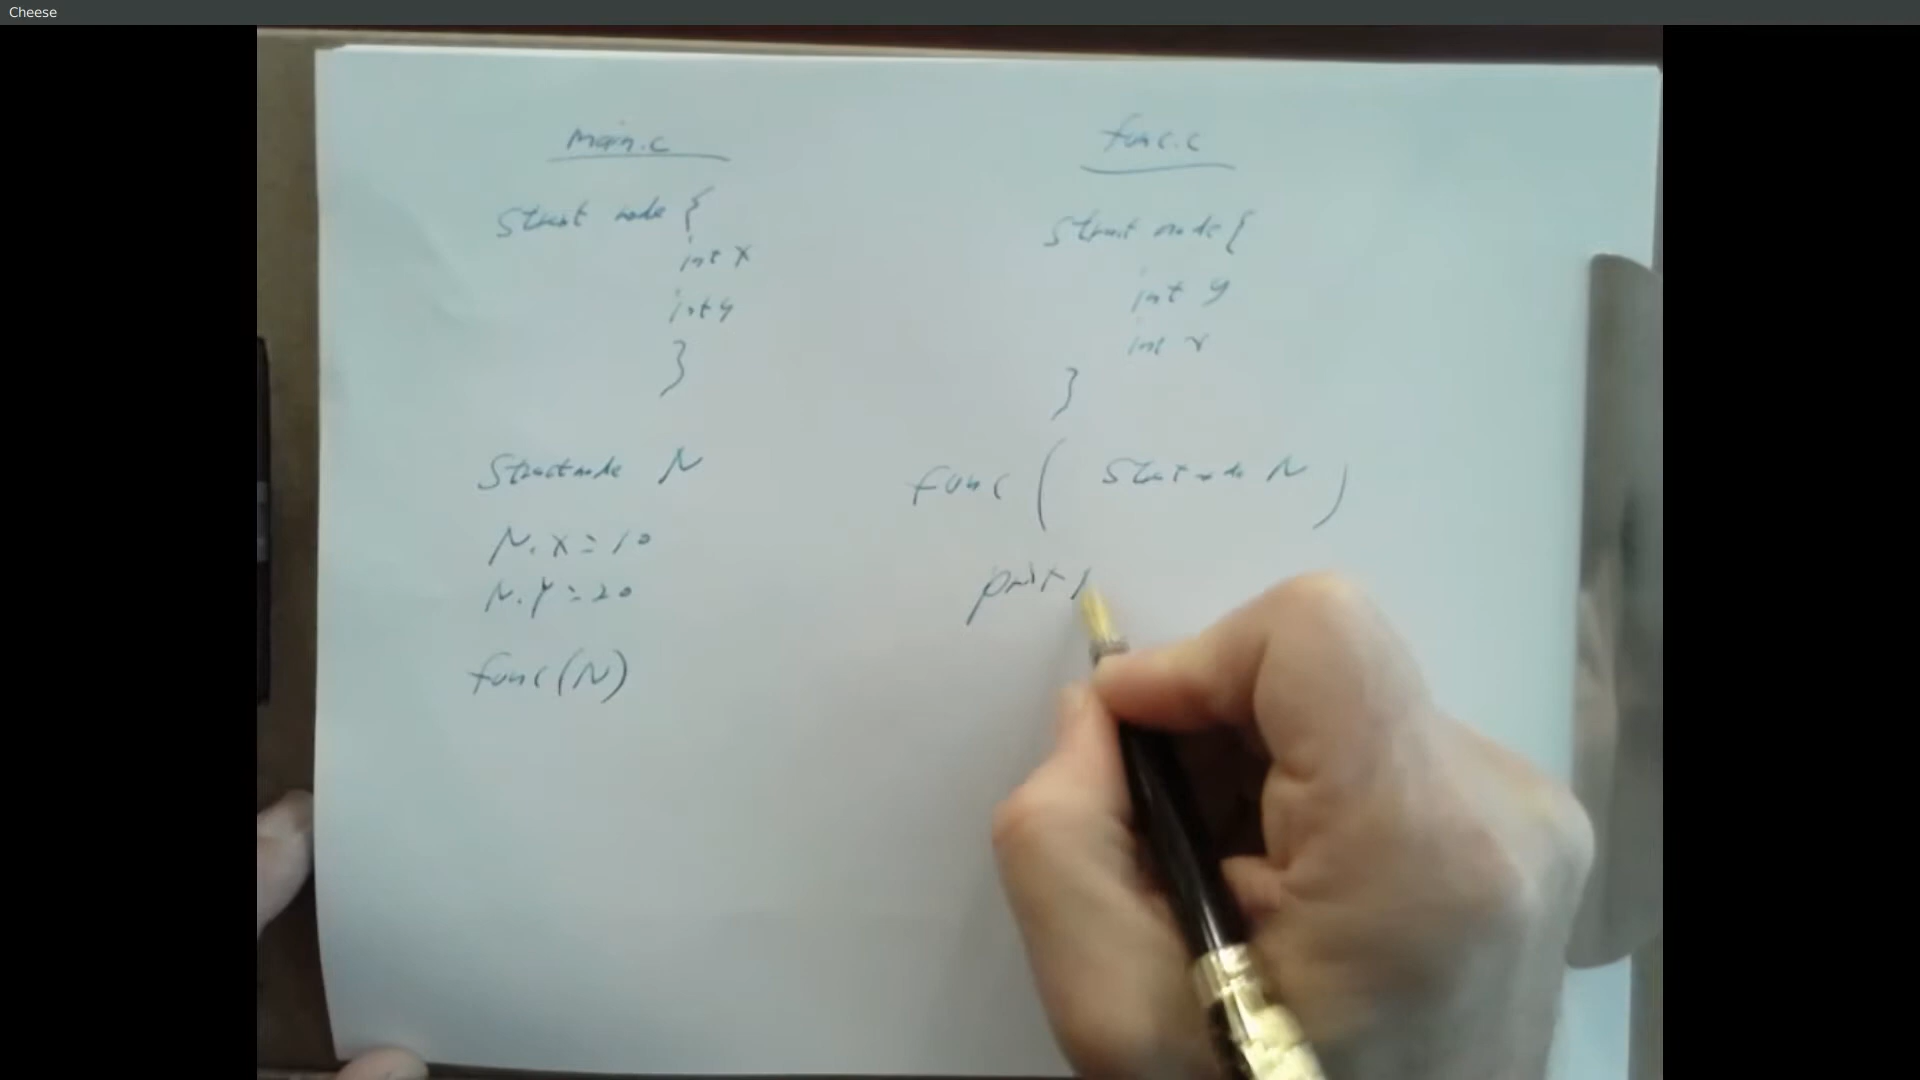 Cheese
main.c
struct node {
int x
int y
}
struct node N
N.x = 10
N.y = 20
func(N)
func.c
struct node {
int y
int x
}
func ( struct node N )
print